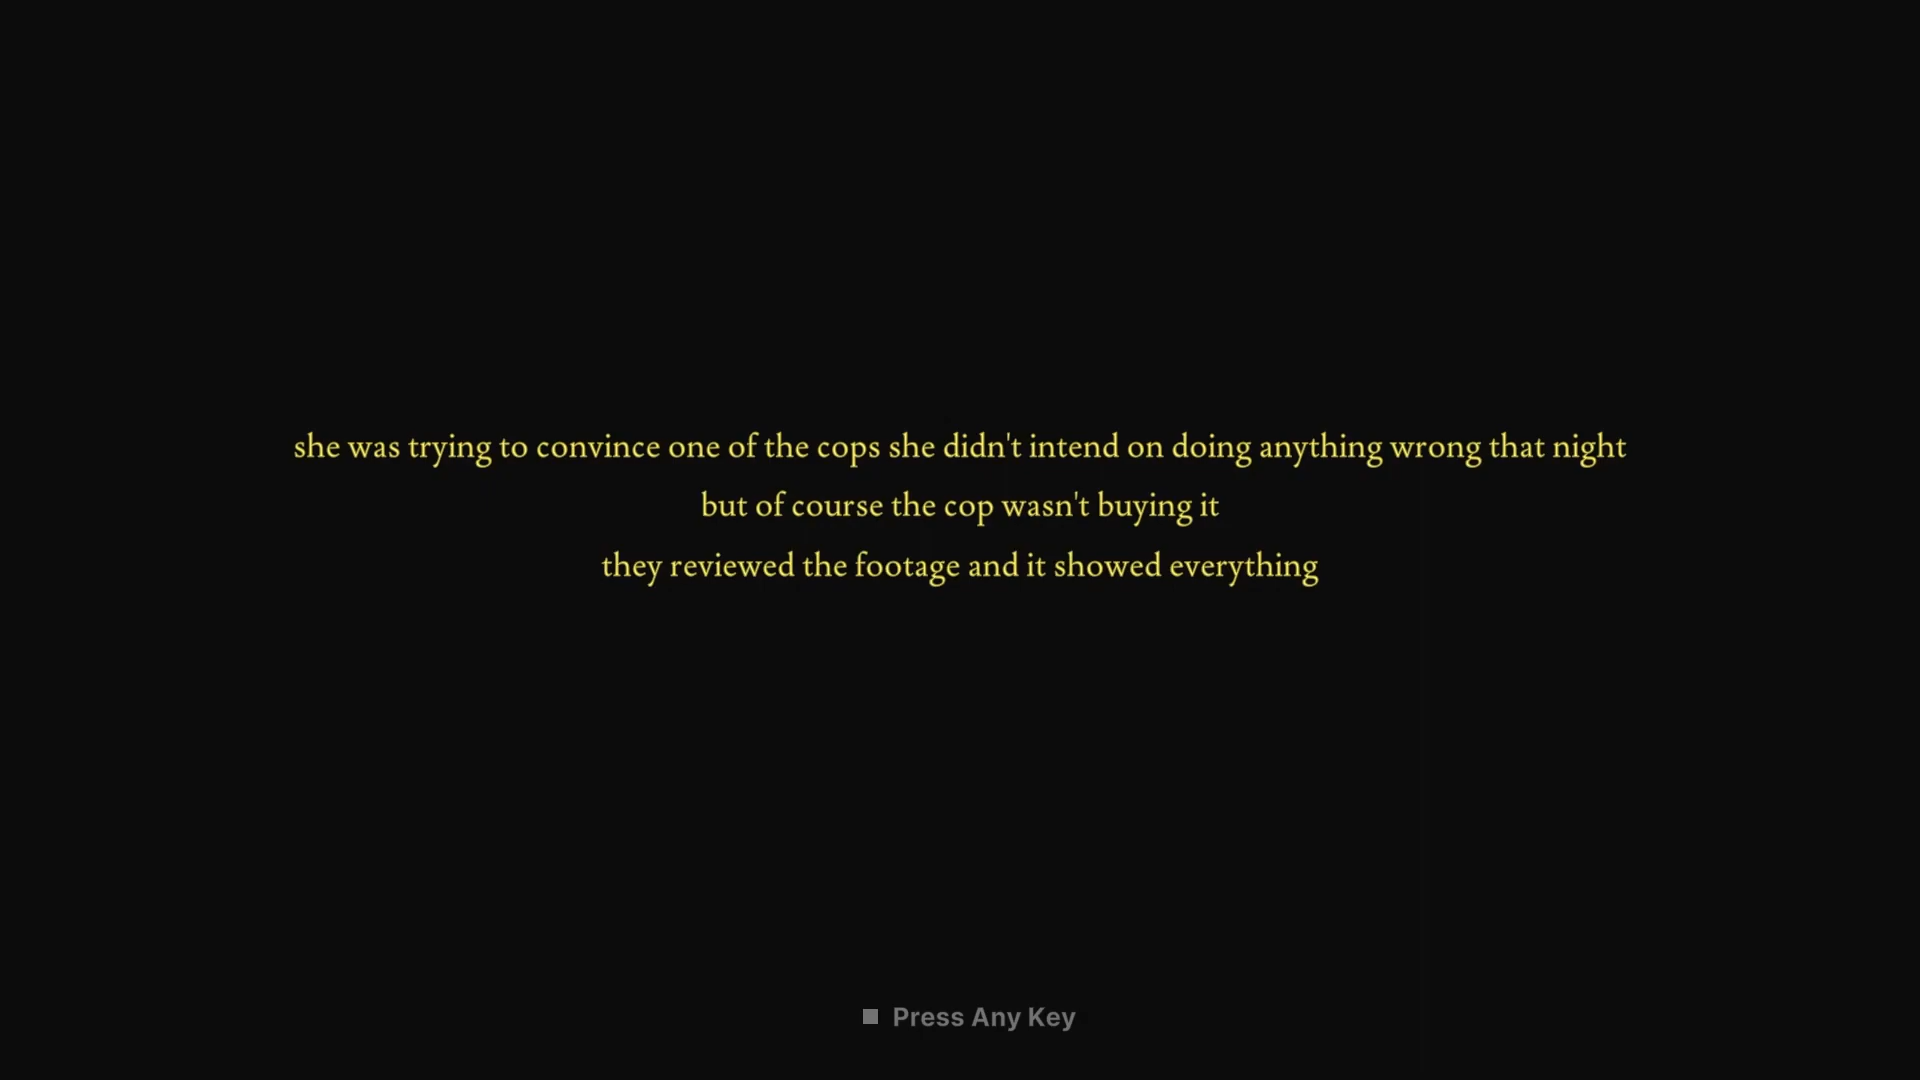 she was trying to convince one of the cops she didn't intend on doing anything wrong that night
but of course the cop wasn't buying it
they reviewed the footage and it showed everything
Press Any Key